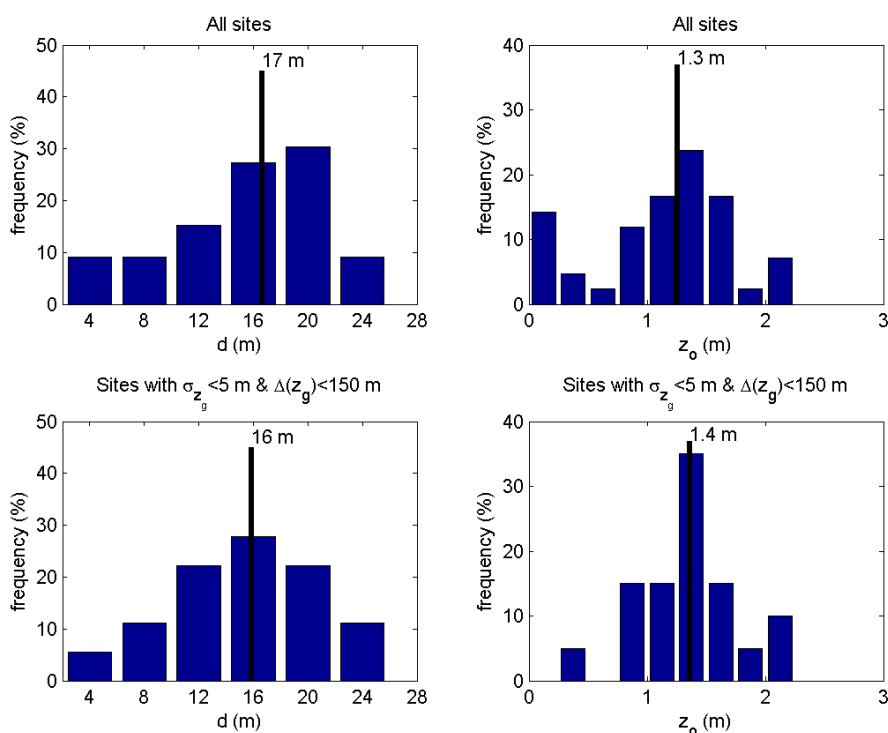 All sites
50
40
30
20
10
0
frequency (%)
17 m
4 8 12 16 20 24 28
d (m)
All sites
40
30
20
10
0
frequency (%)
1.3 m
0 1 2 3
z_o (m)
Sites with σ_z_g <5 m & Δ(z_g)<150 m
50
40
30
20
10
0
frequency (%)
16 m
4 8 12 16 20 24 28
d (m)
Sites with σ_z_g <5 m & Δ(z_g)<150 m
40
30
20
10
0
frequency (%)
1.4 m
0 1 2 3
z_o (m)